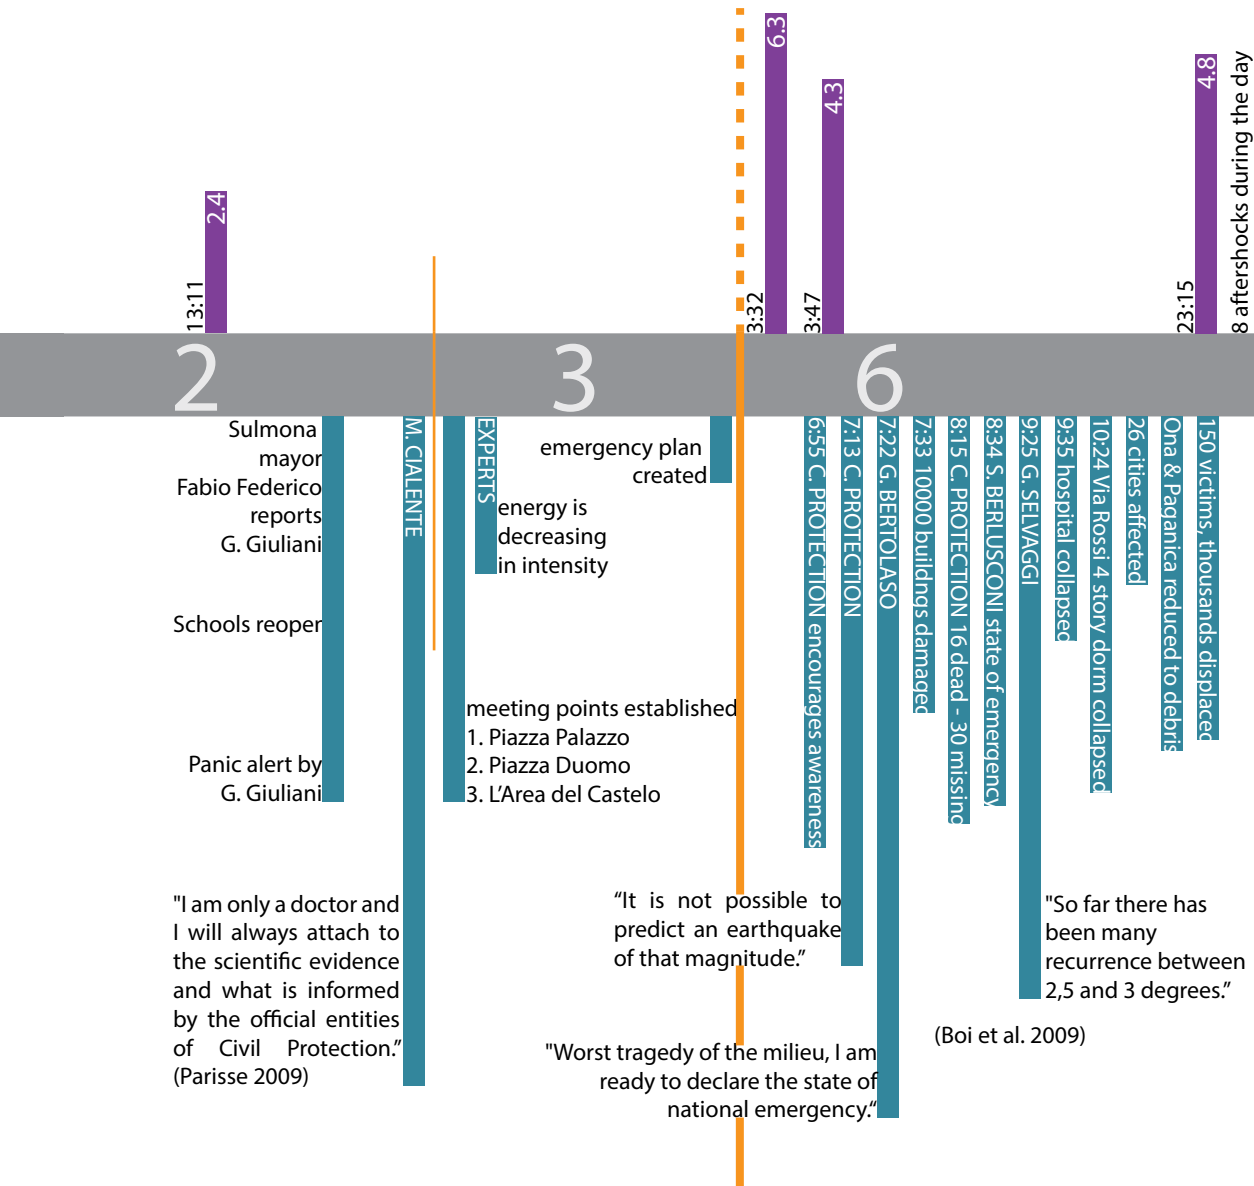 2.4
13:11
6.3
3:32
4.3
3:47
4.8
23:15
8 aftershocks during the day
2
3
6
Sulmona
mayor
Fabio Federico
reports
G. Giuliani
Schools reoper
Panic alert by
G. Giuliani
M. CIALENTE
"I am only a doctor and
I will always attach to
the scientific evidence
and what is informed
by the official entities
of Civil Protection.”
(Parisse 2009)
EXPERTS
energy is
decreasing
in intensity
meeting points established
1. Piazza Palazzo
2. Piazza Duomo
3. L’Area del Castelo
emergency plan
created
6:55 C. PROTECTION encourages awareness
7:13 C. PROTECTION
“It is not possible to
predict an earthquake
of that magnitude.”
7:22 G. BERTOLASO
"Worst tragedy of the milieu, I am
ready to declare the state of
national emergency.“
7:33 10000 buildings damaged
8:15 C. PROTECTION 16 dead - 30 missing
8:34 S. BERLUSCONI state of emergency
9:25 G. SELVAGGI
"So far there has
been many
recurrence between
2,5 and 3 degrees.”
(Boi et al. 2009)
9:35 hospital collapsed
10:24 Via Rossi 4 story dorm collapsed
26 cities affected
Ona & Paganica reduced to debris
150 victims, thousands displaced